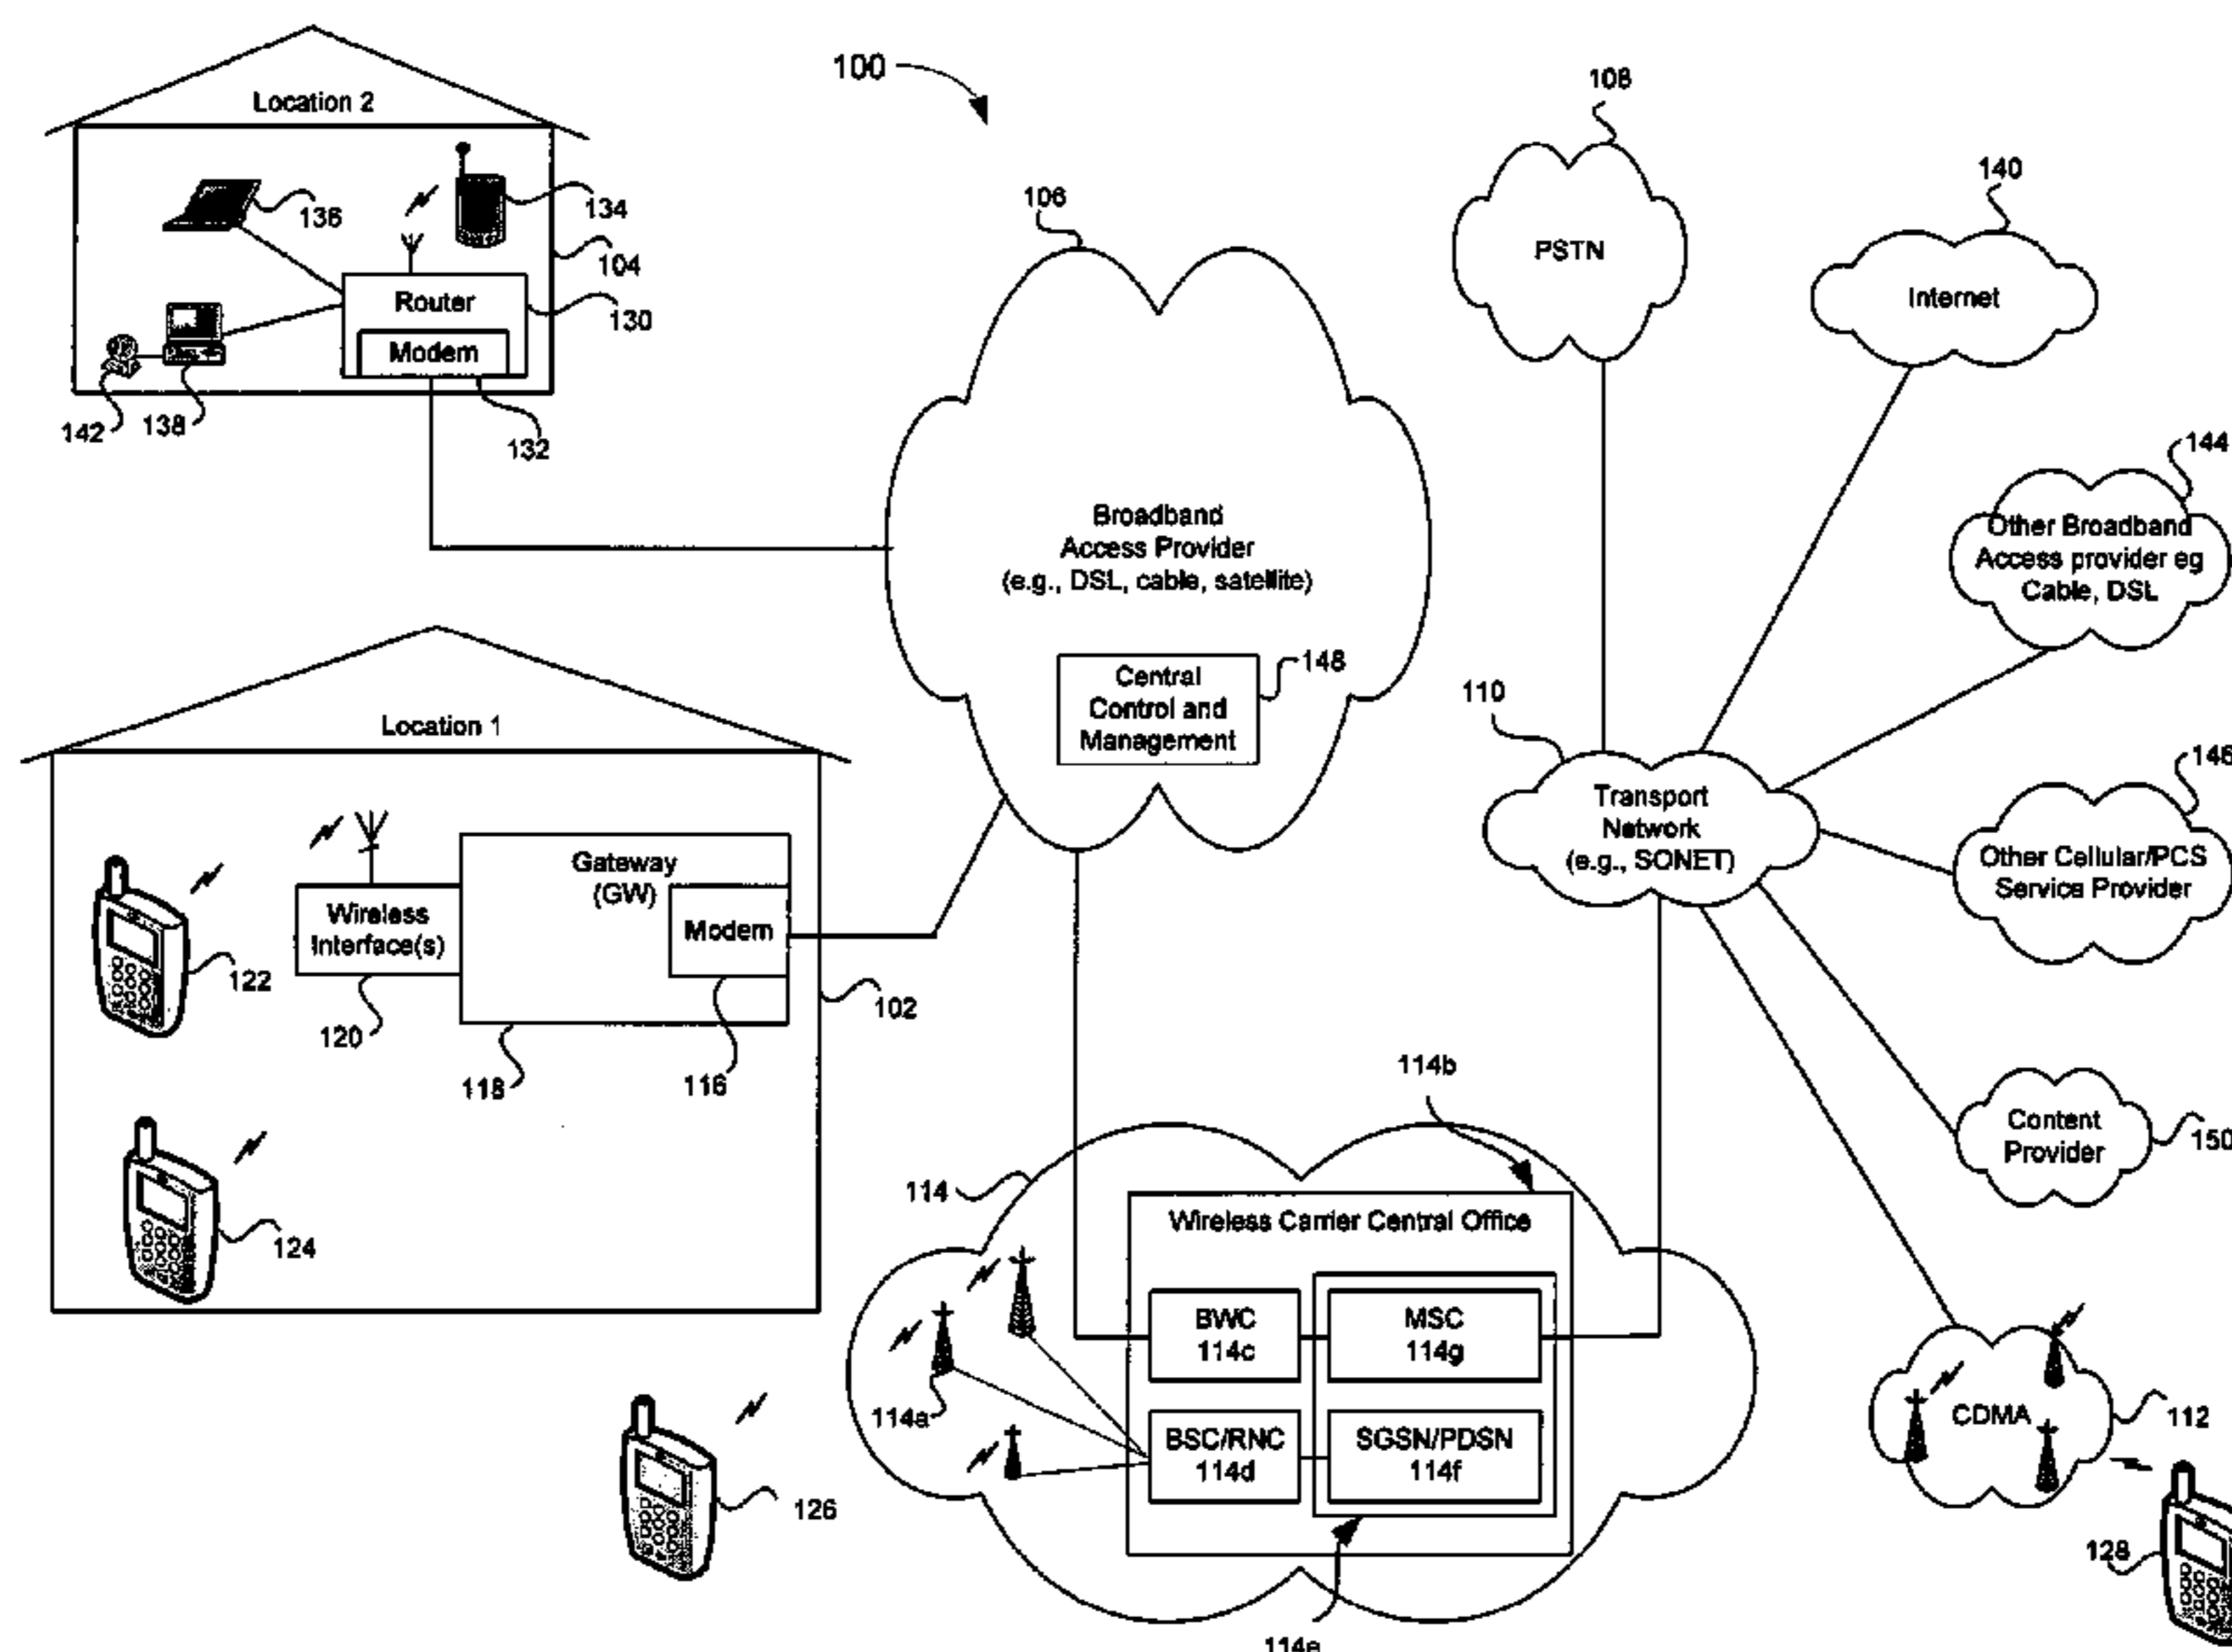 100
108
Location 2
140
106
136
134
104
PSTN
Router
130
Internet
Modem
142
138
132
144
Broadband
Access Provider
(e.g., DSL, cable, satellite)
Other Broadband
Access provider eg
Cable, DSL
148
Central
Control and
Management
110
Location 1
146
Transport
Network
(e.g., SONET)
Gateway
(GW)
Other Cellular/PCS
Service Provider
Wireless
Interface(s)
Modem
122
102
120
118
116
114b
Content
Provider
150
114
Wireless Carrier Central Office
124
BWC
114c
MSC
114g
114a
CDMA
112
BSC/RNC
114d
SGSN/PDSN
114f
126
128
114e